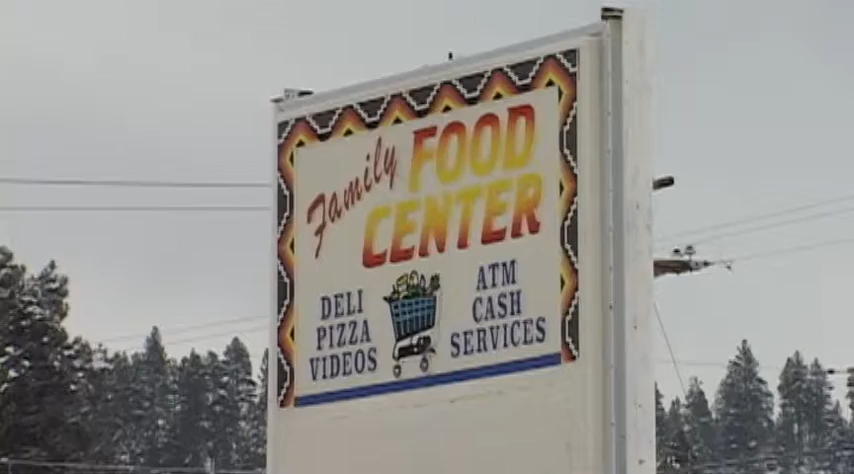 Family FOOD
CENTER
DELI
PIZZA
VIDEOS
ATM
CASH
SERVICES